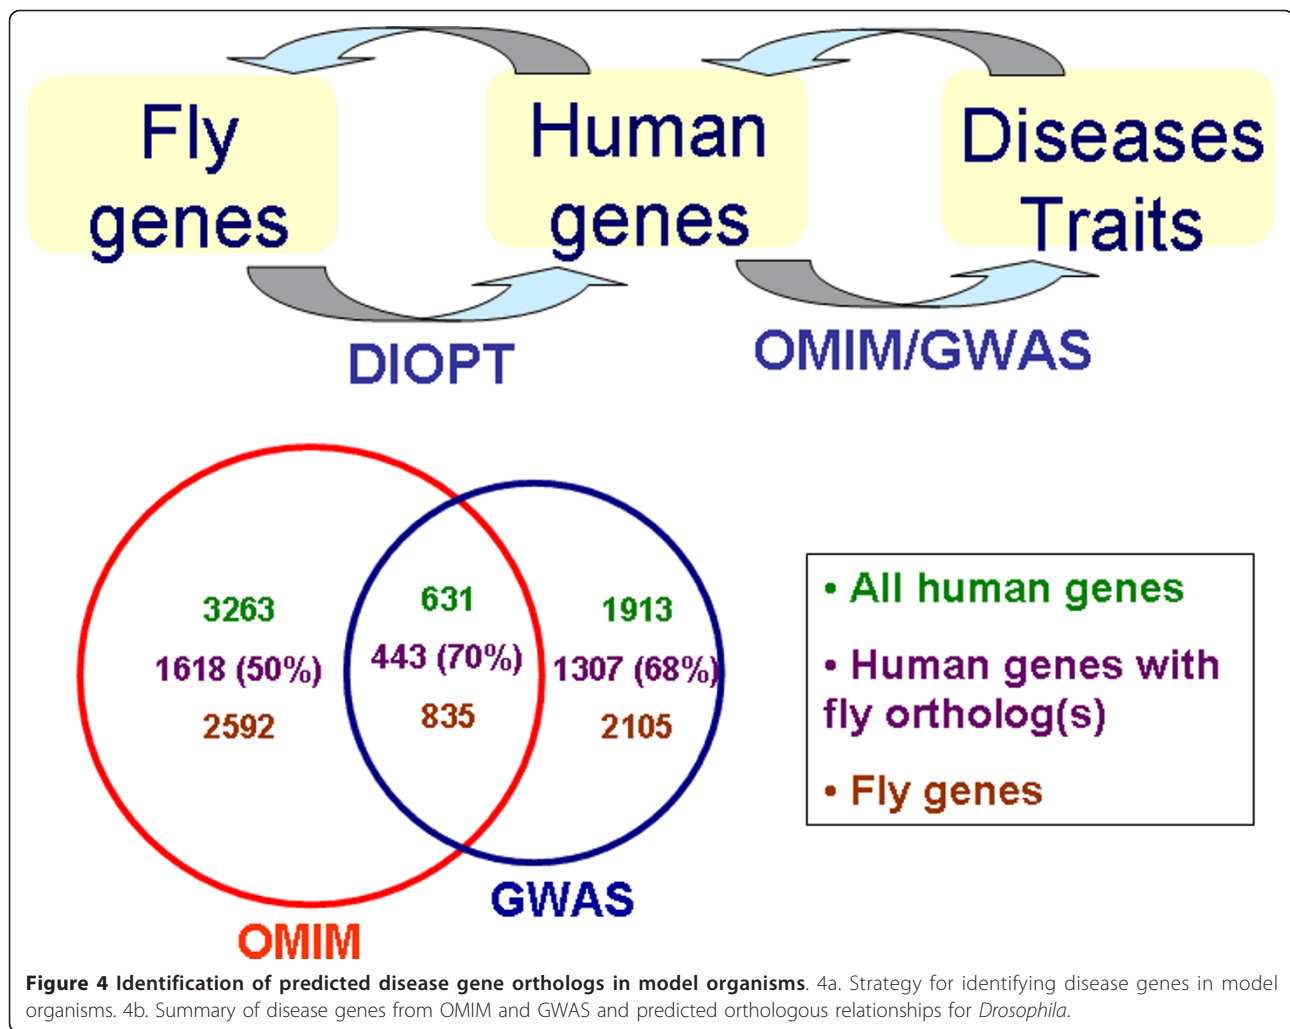 Fly
genes
Human
genes
Diseases
Traits
DIOPT
OMIM/GWAS
3263
1618 (50%)
2592
631
443 (70%)
835
1913
1307 (68%)
2105
OMIM
GWAS
• All human genes
• Human genes with
fly ortholog(s)
• Fly genes
Figure 4 Identification of predicted disease gene orthologs in model organisms. 4a. Strategy for identifying disease genes in model
organisms. 4b. Summary of disease genes from OMIM and GWAS and predicted orthologous relationships for Drosophila.